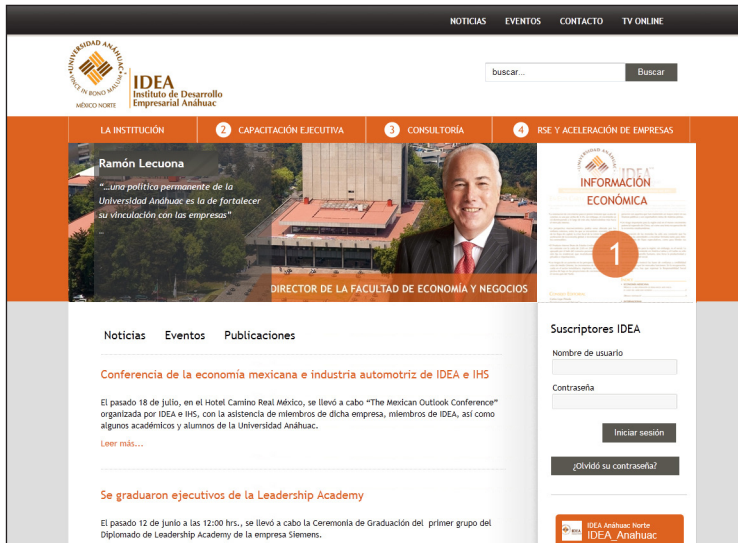 NOTICIAS EVENTOS CONTACTO TV ONLINE
UNIVERSIDAD ANÁHUAC
VINCE IN BONO MALUM
MÉXICO NORTE
IDEA
Instituto de Desarrollo
Empresarial Anáhuac
buscar... Buscar
LA INSTITUCIÓN 2 CAPACITACIÓN EJECUTIVA 3 CONSULTORÍA 4 RSE Y ACELERACIÓN DE EMPRESAS
Ramón Lecuona
“...una política permanente de la
Universidad Anáhuac es la de fortalecer
su vinculación con las empresas”
...
DIRECTOR DE LA FACULTAD DE ECONOMÍA Y NEGOCIOS
IDEA
INFORMACIÓN
ECONÓMICA
1
Noticias Eventos Publicaciones
Conferencia de la economía mexicana e industria automotriz de IDEA e IHS
El pasado 18 de julio, en el Hotel Camino Real México, se llevó a cabo “The Mexican Outlook Conference”
organizada por IDEA e IHS, con la asistencia de miembros de dicha empresa, miembros de IDEA, así como
algunos académicos y alumnos de la Universidad Anáhuac.
Leer más...
Se graduaron ejecutivos de la Leadership Academy
El pasado 12 de junio a las 12:00 hrs., se llevó a cabo la Ceremonia de Graduación del primer grupo del
Diplomado de Leadership Academy de la empresa Siemens.
Suscriptores IDEA
Nombre de usuario
Contraseña
Iniciar sesión
¿Olvidó su contraseña?
IDEA Anáhuac Norte
IDEA_Anahuac